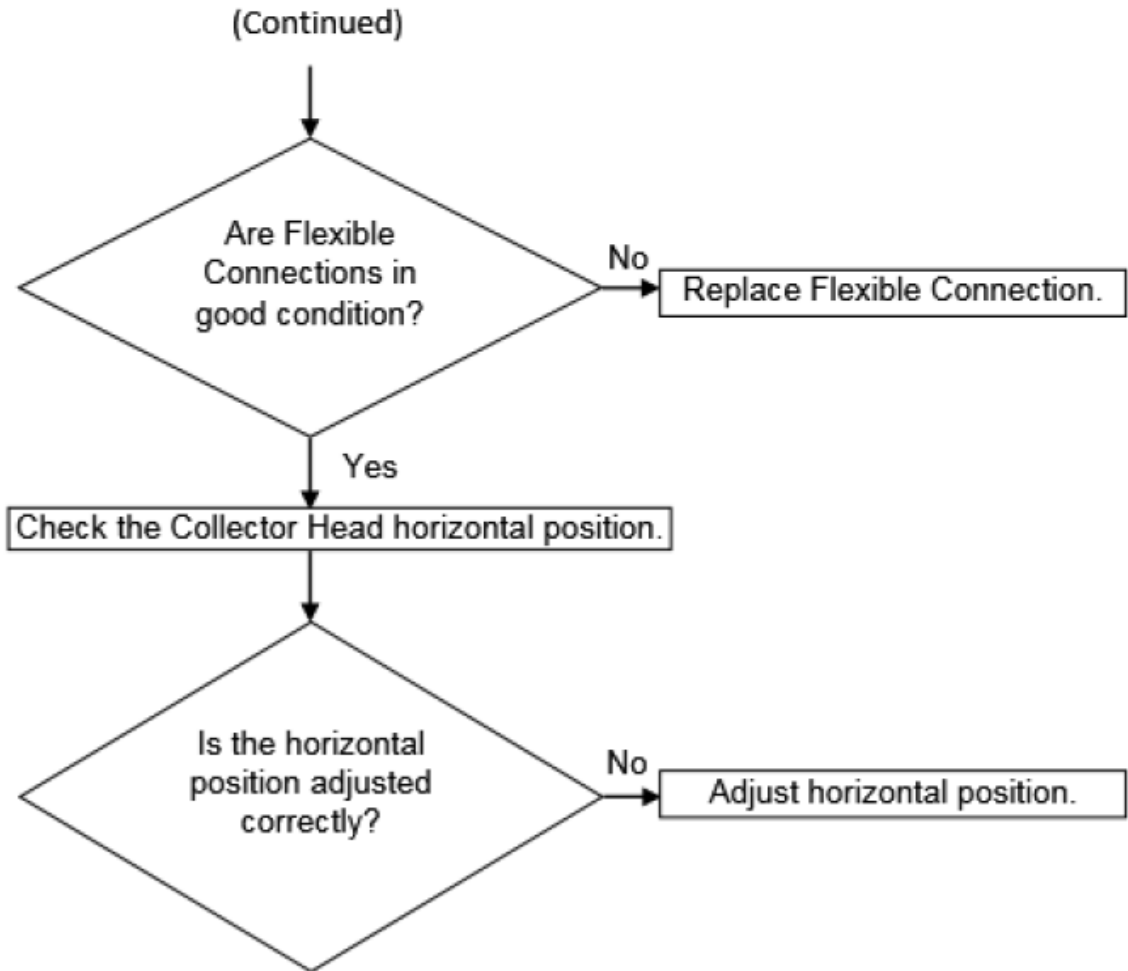 (Continued)
Are Flexible
Connections in
good condition?
No
Replace Flexible Connection.
Yes
Check the Collector Head horizontal position.
Is the horizontal
position adjusted
correctly?
No
Adjust horizontal position.